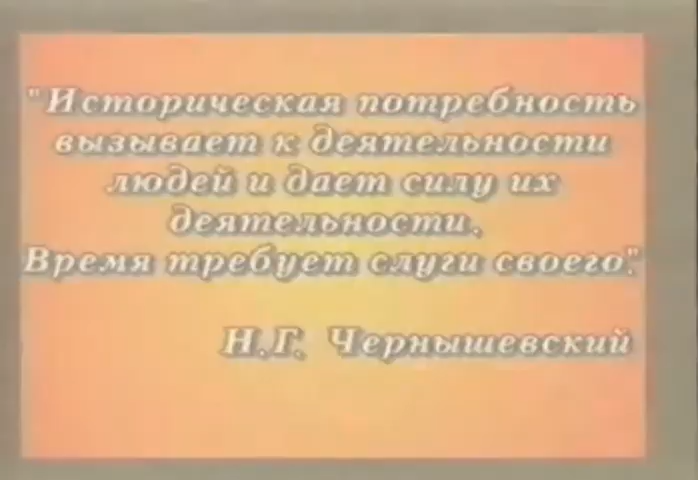 "Историческая потребность
вызывает к деятельности
людей и дает силу их
деятельности.
Время требует слуги своего".
Н.Г. Чернышевский